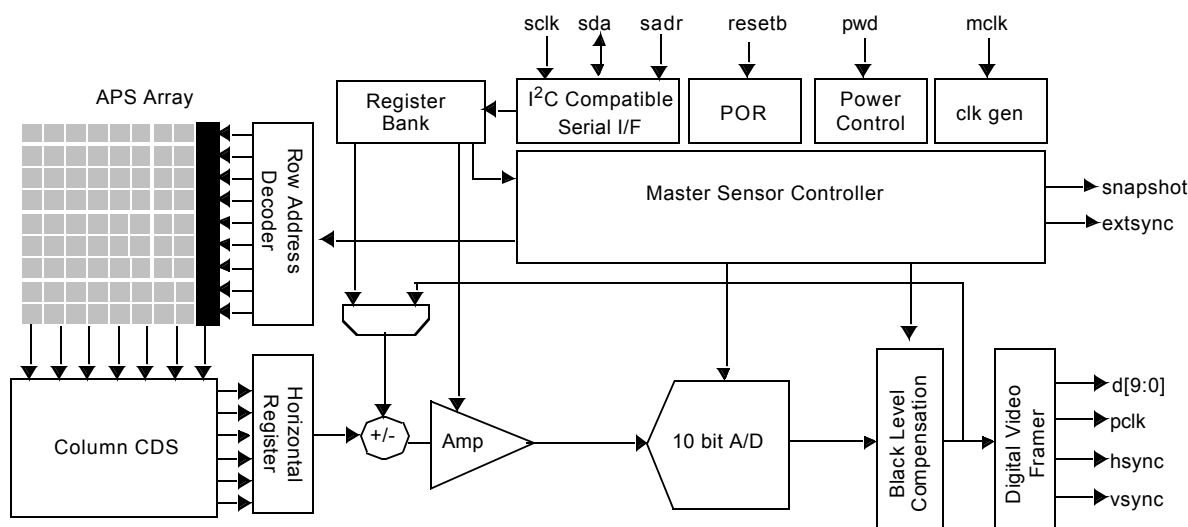 sclk sda sadr resetb pwd mclk
APS Array
Register
Bank
I²C Compatible
Serial I/F
POR
Power
Control
clk gen
Row Address
Decoder
Master Sensor Controller
snapshot
extsync
Column CDS
Horizontal
Register
+/-
Amp
10 bit A/D
Black Level
Compensation
Digital Video
Framer
d[9:0]
pclk
hsync
vsync